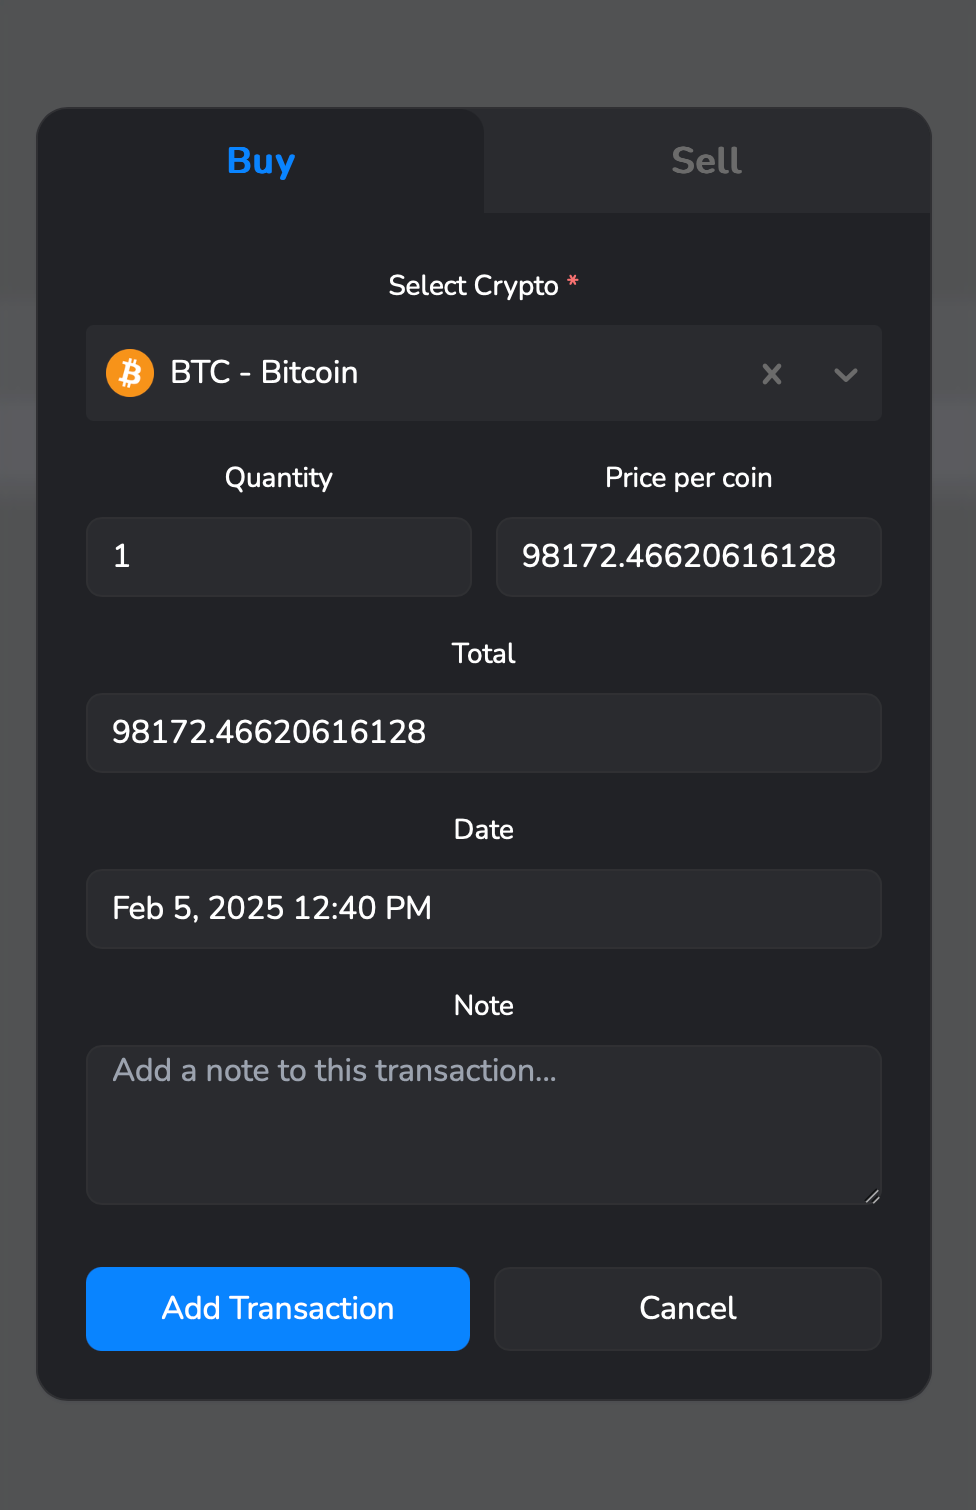 Buy
Sell
Select Crypto *
BTC - Bitcoin
Quantity
Price per coin
1
98172.46620616128
Total
98172.46620616128
Date
Feb 5, 2025 12:40 PM
Note
Add a note to this transaction...
Add Transaction
Cancel